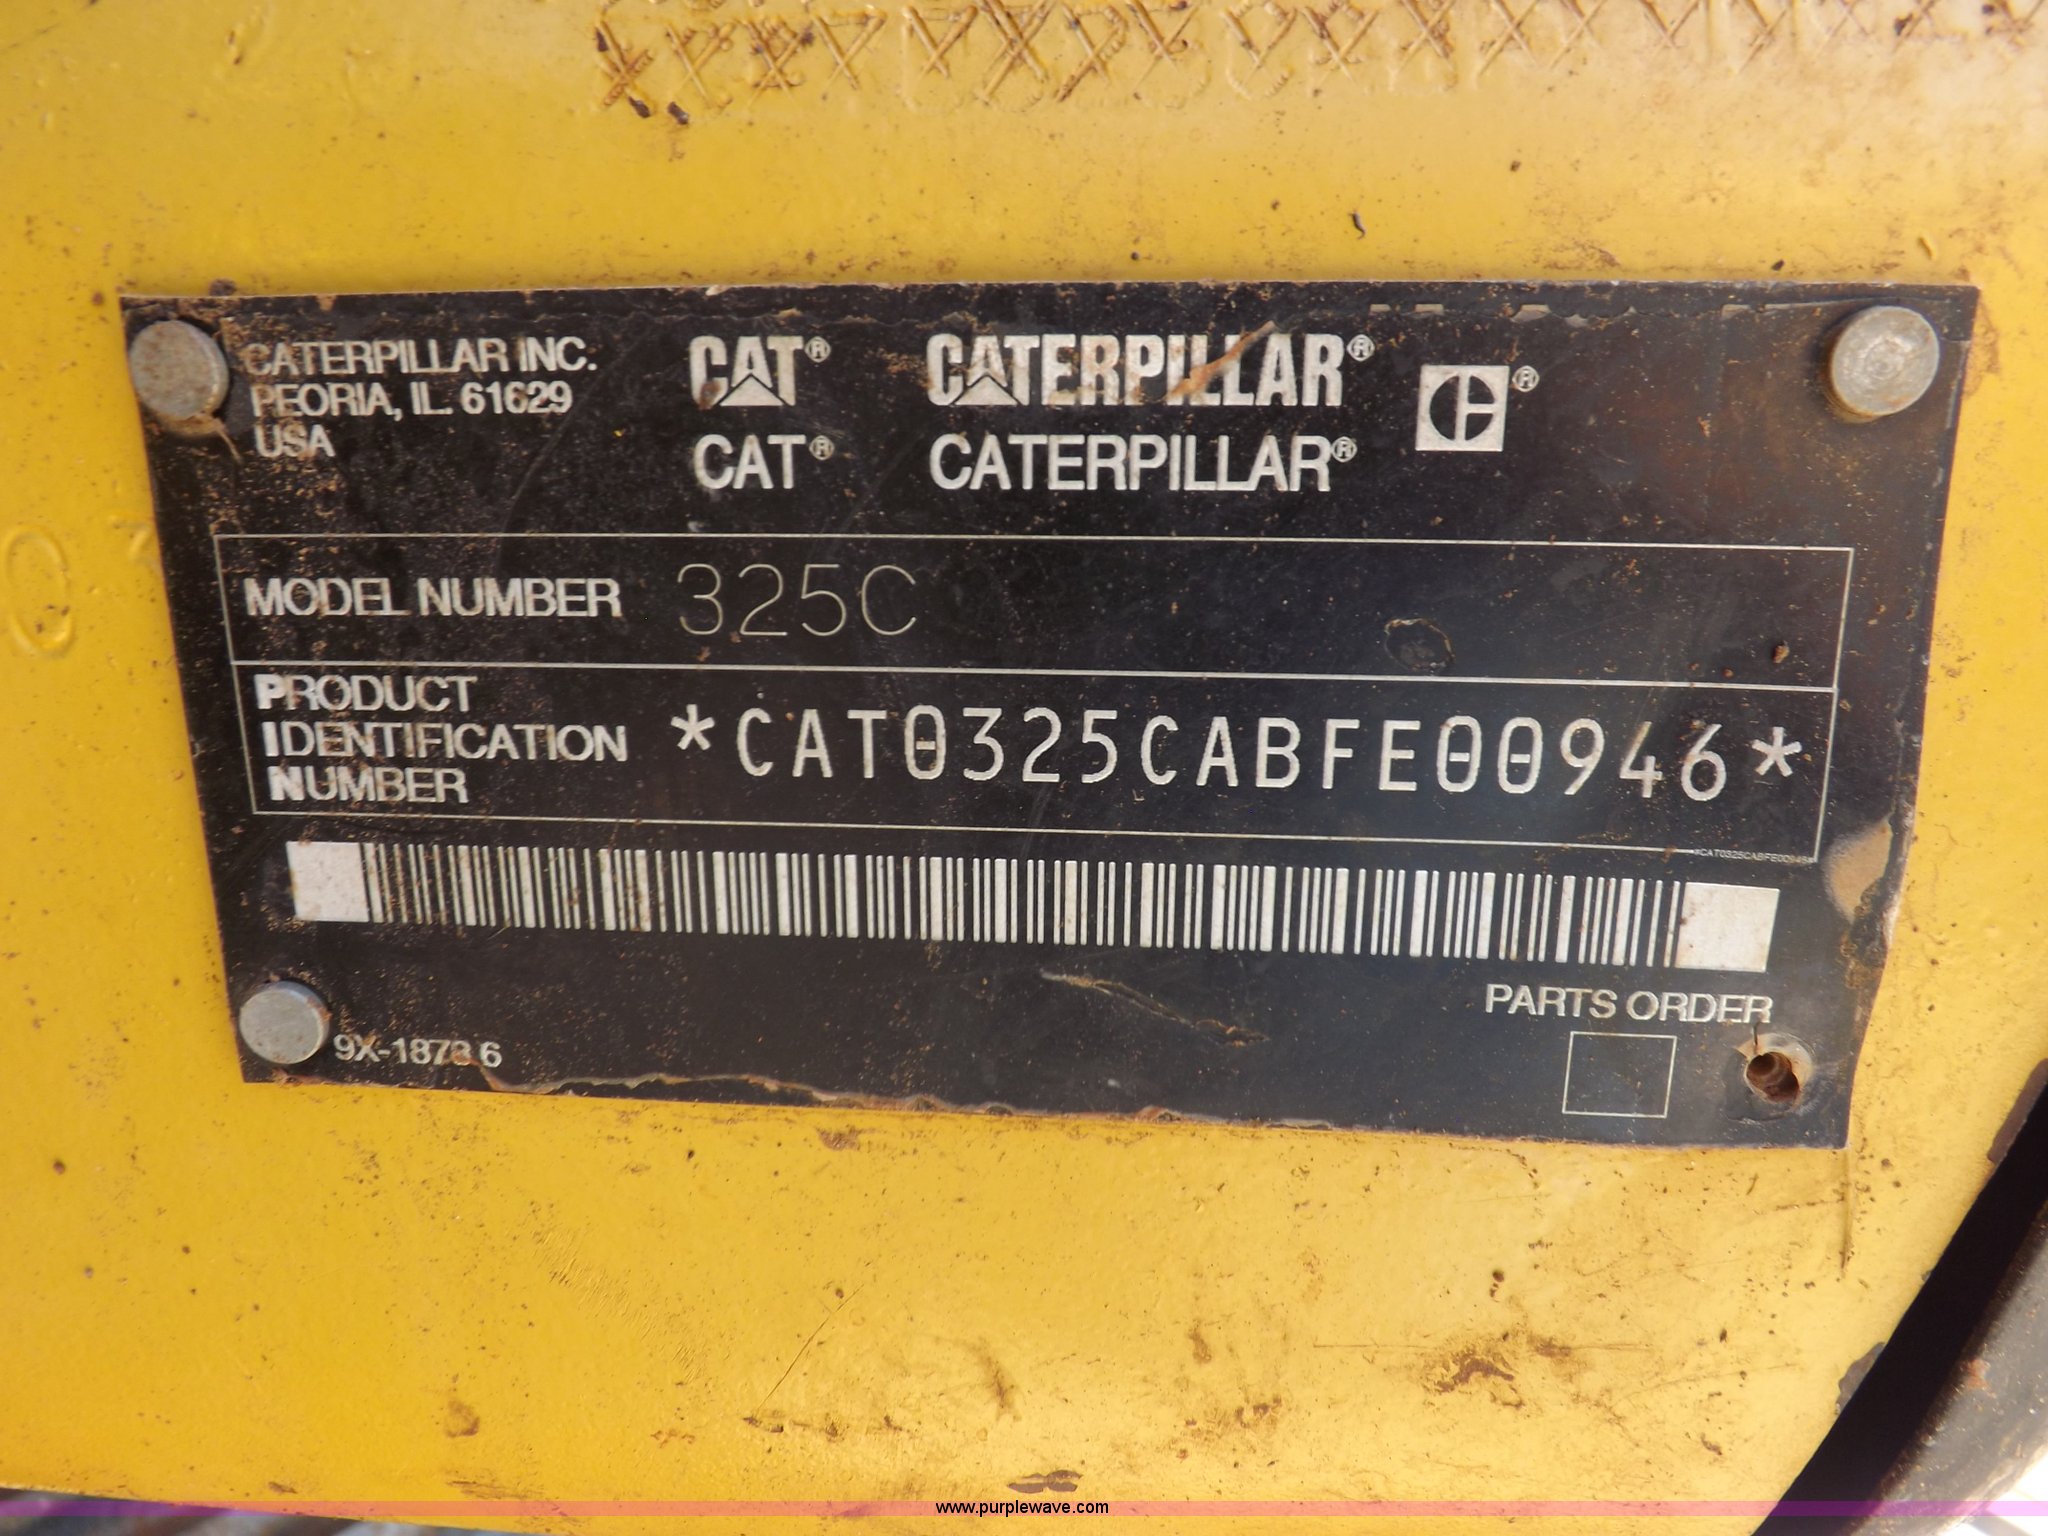 CATERPILLAR INC.
PEORIA, IL. 61629
USA
CAT® CATERPILLAR®
CAT® CATERPILLAR®
MODEL NUMBER 325C
PRODUCT
IDENTIFICATION
NUMBER
*CAT0325CABFE00946*
*CAT0325CABFE00946*
PARTS ORDER
www.purplewave.com